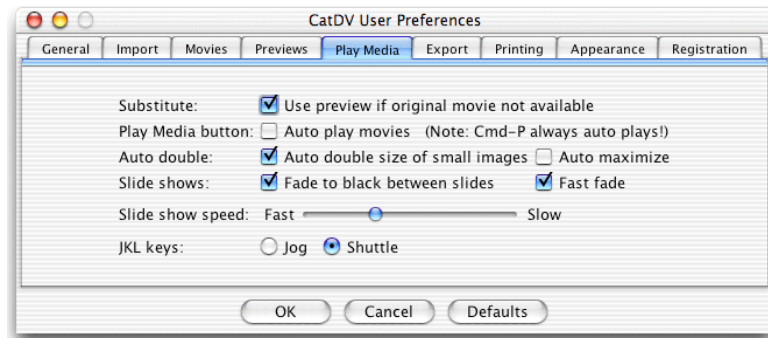 CatDV User Preferences
General Import Movies Previews Play Media Export Printing Appearance Registration
Substitute: Use preview if original movie not available
Play Media button: Auto play movies (Note: Cmd-P always auto plays!)
Auto double: Auto double size of small images Auto maximize
Slide shows: Fade to black between slides Fast fade
Slide show speed: Fast Slow
JKL keys: Jog Shuttle
OK Cancel Defaults